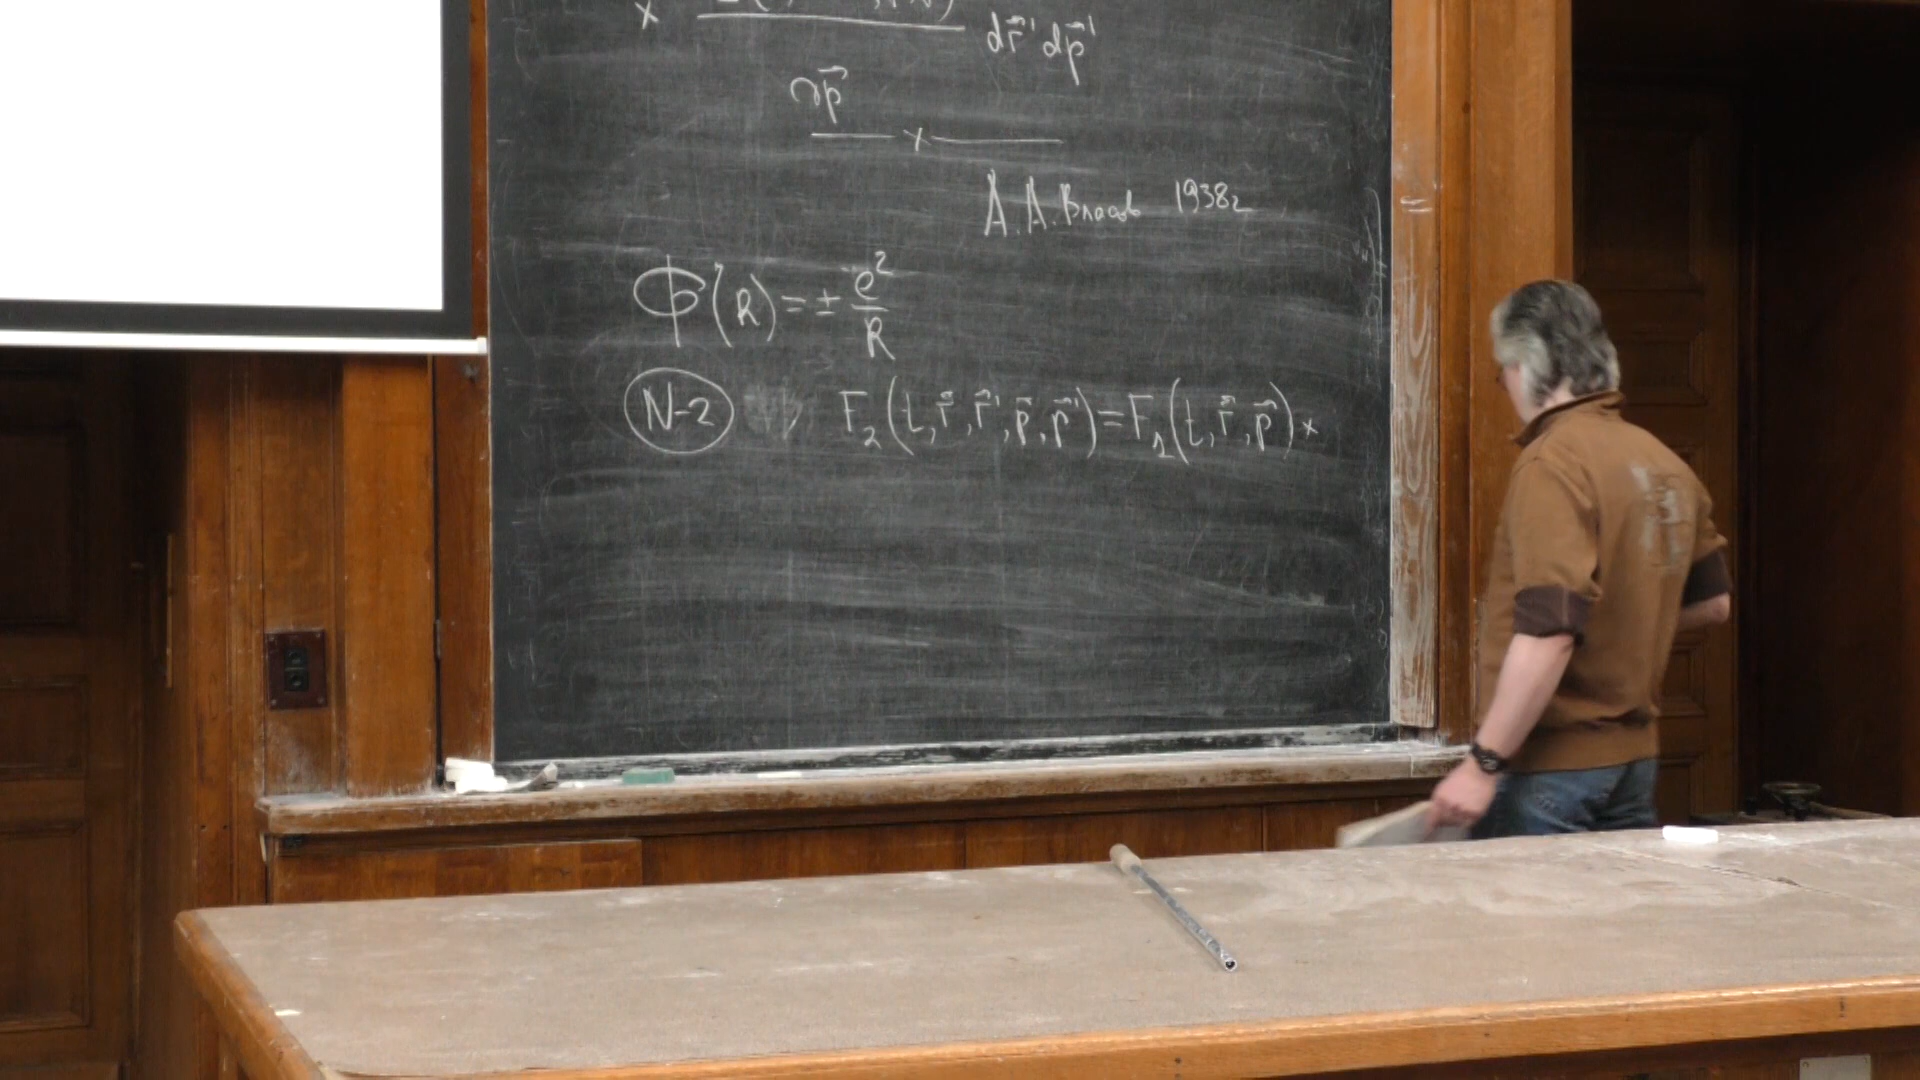 ×
dr⃗' dp⃗'
∂p⃗
—×—
А.А.Власов 1938г
Φ(R)=± e²/R
N-2 F₂(t,r⃗,r⃗',p⃗,p⃗')=F₁(t,r⃗,p⃗)×